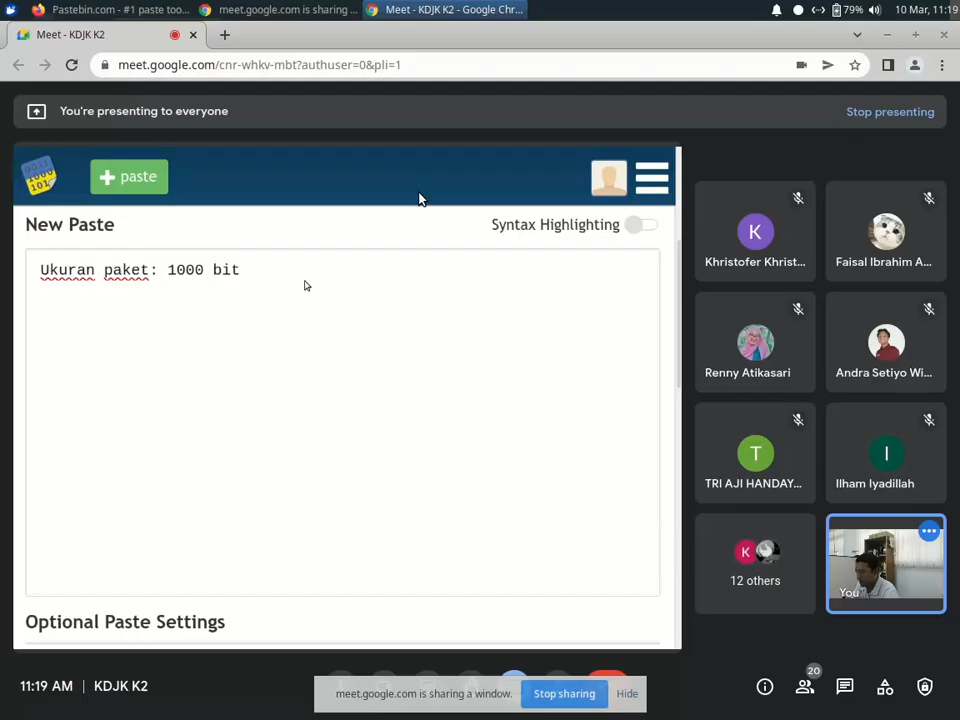 Pastebin.com - #1 paste too...
meet.google.com is sharing ...
Meet - KDJK K2 - Google Chr...
79%
10 Mar, 11:19
Meet - KDJK K2
meet.google.com/cnr-whkv-mbt?authuser=0&pli=1
You're presenting to everyone
Stop presenting
paste
New Paste
Syntax Highlighting
Ukuran paket: 1000 bit
Optional Paste Settings
K
Khristofer Khrist...
Faisal Ibrahim A...
Renny Atikasari
Andra Setiyo Wi...
T
TRI AJI HANDAY...
I
Ilham Iyadillah
K
12 others
You
11:19 AM | KDJK K2
meet.google.com is sharing a window.
Stop sharing
Hide
20